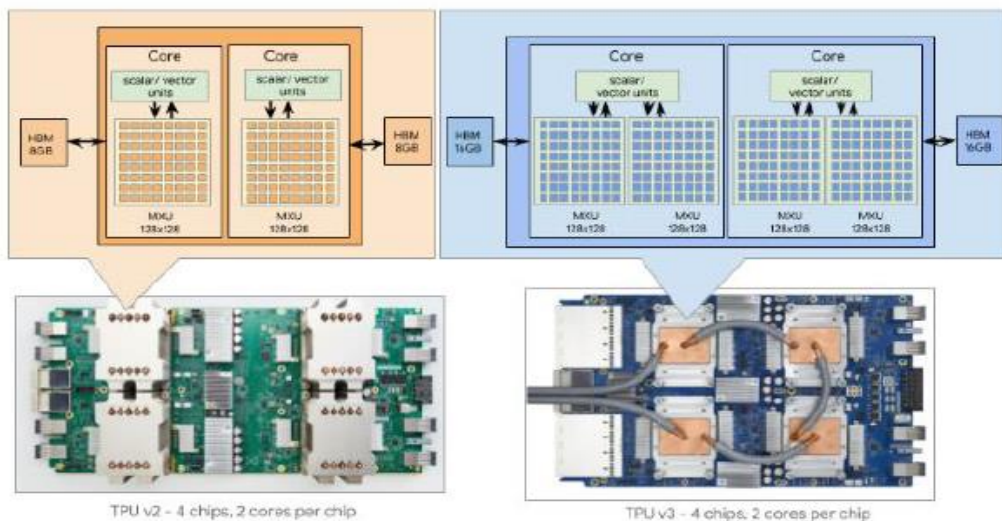 Core
scalar/ vector
units
MXU
128x128
Core
scalar/ vector
units
MXU
128x128
HBM
8GB
HBM
8GB
HBM
16GB
Core
scalar/
vector units
MXU
128x128
MXU
128x128
Core
scalar/
vector units
MXU
128x128
MXU
128x128
HBM
16GB
TPU v2 - 4 chips, 2 cores per chip
TPU v3 - 4 chips, 2 cores per chip